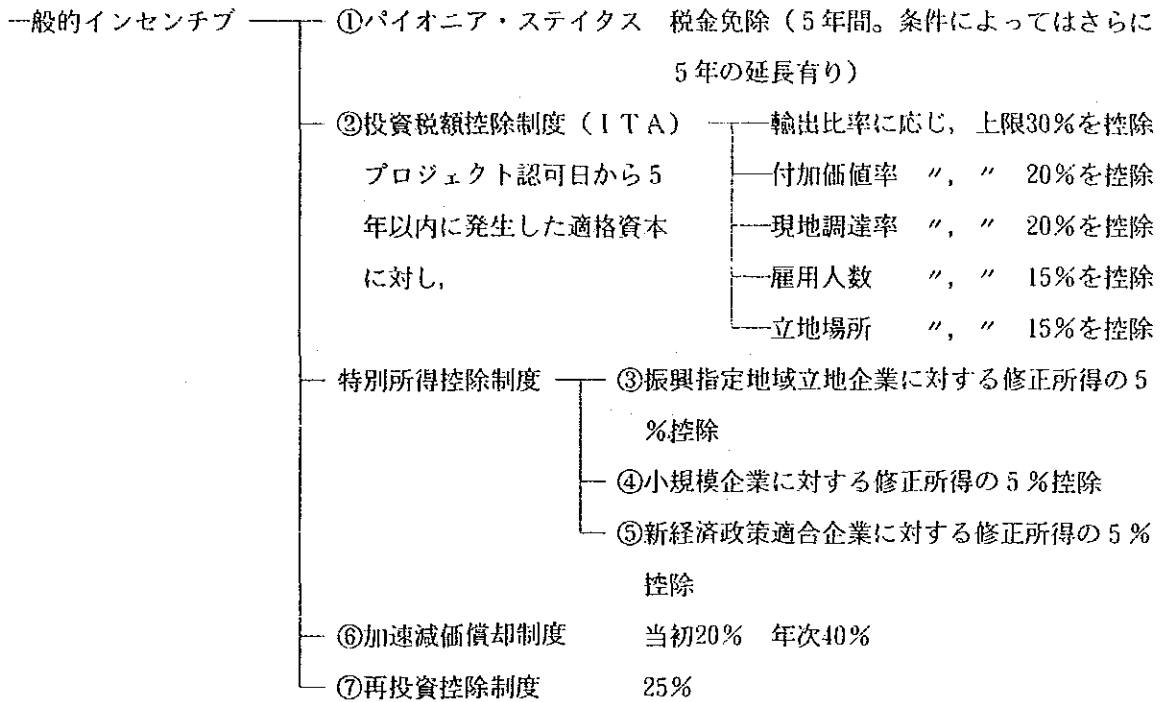 一般的インセンチブ ①パイオニア・ステイタス 税金免除(5年間。条件によってはさらに
5年の延長有り)
②投資税額控除制度(ITA) 輸出比率に応じ,上限30%を控除
プロジェクト認可日から5 付加価値率 〃,〃 20%を控除
年以内に発生した適格資本 現地調達率 〃,〃 20%を控除
に対し, 雇用人数 〃,〃 15%を控除
立地場所 〃,〃 15%を控除
特別所得控除制度 ③振興指定地域立地企業に対する修正所得の5
%控除
④小規模企業に対する修正所得の5%控除
⑤新経済政策適合企業に対する修正所得の5%
控除
⑥加速減価償却制度 当初20% 年次40%
⑦再投資控除制度 25%